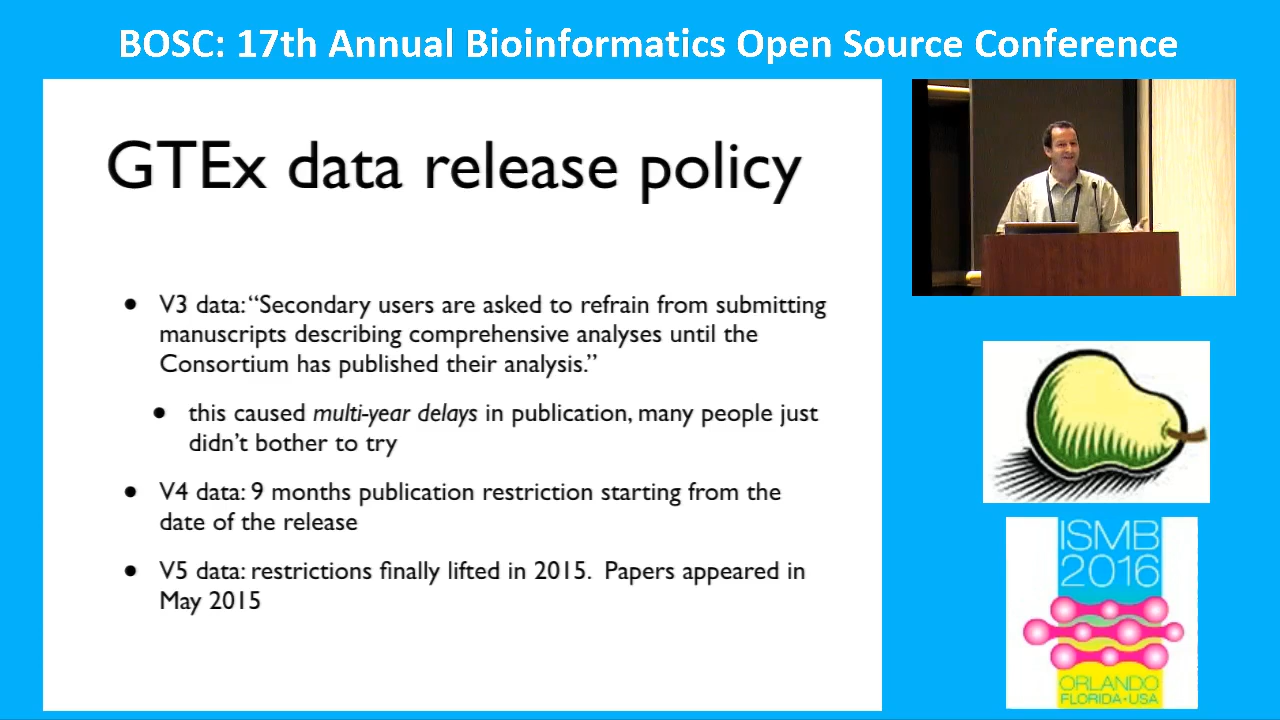 BOSC: 17th Annual Bioinformatics Open Source Conference
GTEx data release policy
• V3 data: “Secondary users are asked to refrain from submitting
manuscripts describing comprehensive analyses until the
Consortium has published their analysis.”
• this caused multi-year delays in publication, many people just
didn’t bother to try
• V4 data: 9 months publication restriction starting from the
date of the release
• V5 data: restrictions finally lifted in 2015. Papers appeared in
May 2015
ISMB
2016
ORLANDO
FLORIDA • USA